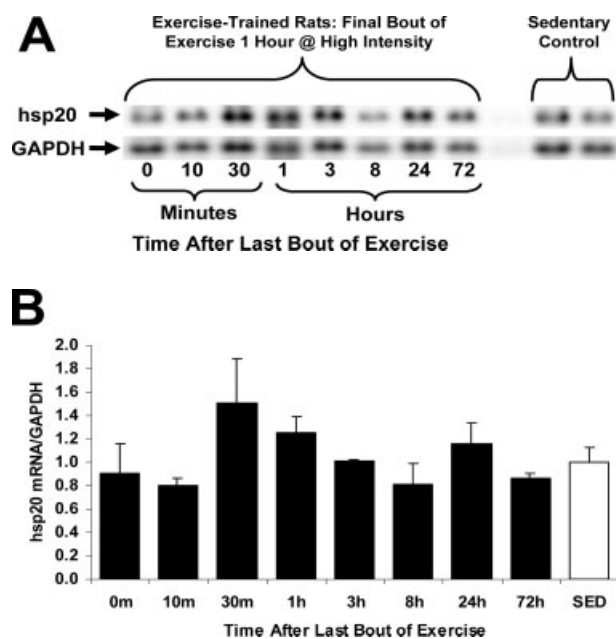 A
Exercise-Trained Rats: Final Bout of
Exercise 1 Hour @ High Intensity
Sedentary
Control
hsp20
GAPDH
0 10 30 1 3 8 24 72
Minutes Hours
Time After Last Bout of Exercise
B
hsp20 mRNA/GAPDH
2.0
1.8
1.6
1.4
1.2
1.0
0.8
0.6
0.4
0.2
0.0
0m 10m 30m 1h 3h 8h 24h 72h SED
Time After Last Bout of Exercise